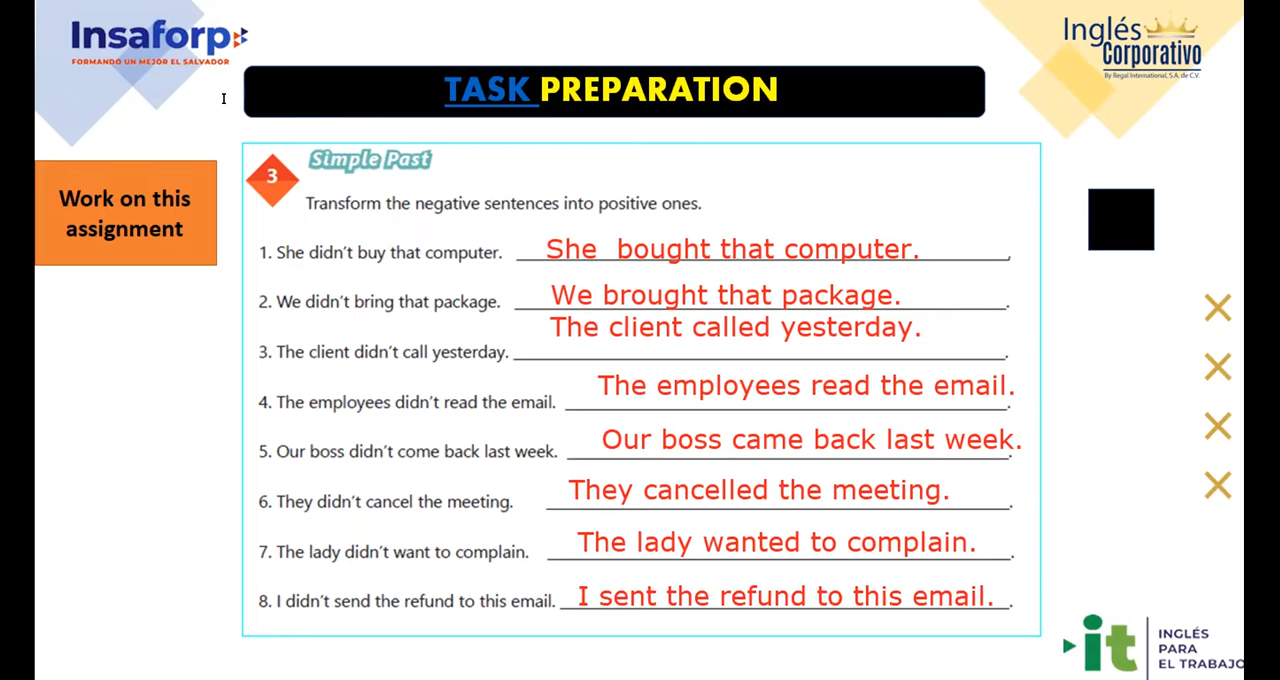 Insaforp
FORMANDO UN MEJOR EL SALVADOR
Inglés
Corporativo
By Regal International, S.A. de C.V.
TASK PREPARATION
Work on this
assignment
3
Simple Past
Transform the negative sentences into positive ones.
1. She didn't buy that computer. She bought that computer.
2. We didn't bring that package. We brought that package.
3. The client didn't call yesterday. The client called yesterday.
4. The employees didn't read the email. The employees read the email.
5. Our boss didn't come back last week. Our boss came back last week.
6. They didn't cancel the meeting. They cancelled the meeting.
7. The lady didn't want to complain. The lady wanted to complain.
8. I didn't send the refund to this email. I sent the refund to this email.
it
INGLÉS
PARA
EL TRABAJO